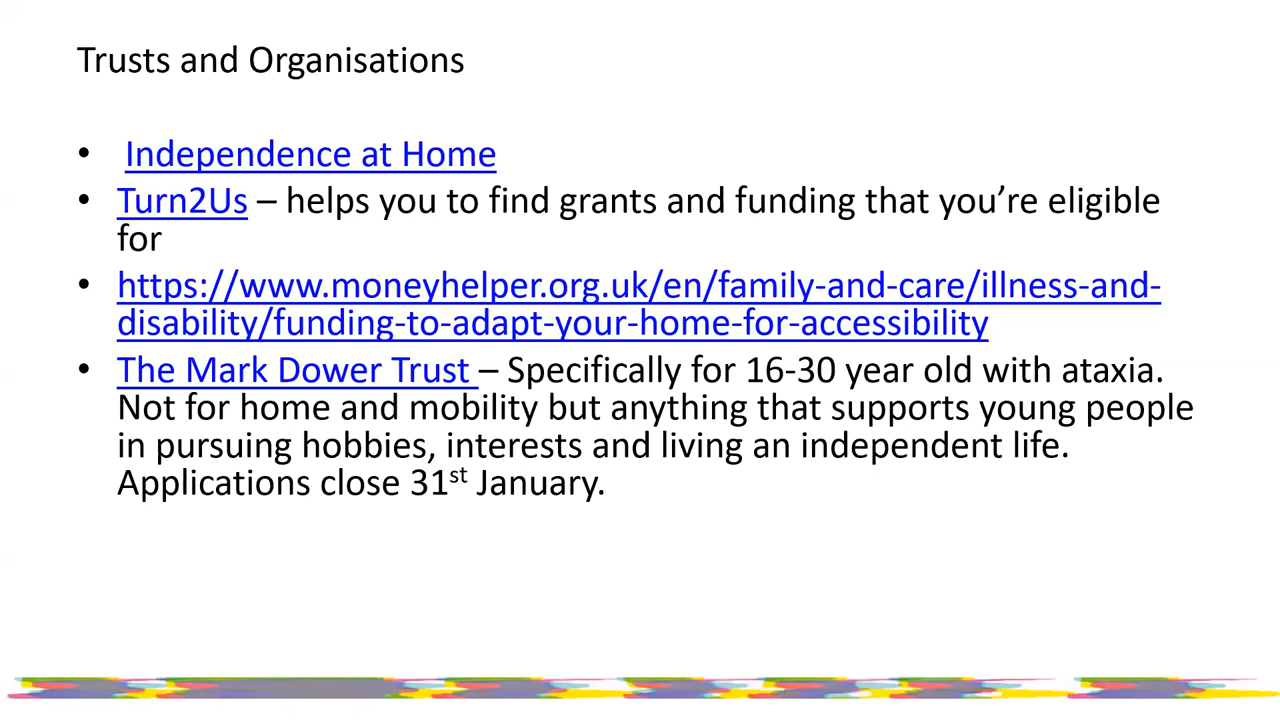 Trusts and Organisations
• Independence at Home
• Turn2Us – helps you to find grants and funding that you’re eligible
for
• https://www.moneyhelper.org.uk/en/family-and-care/illness-and-
disability/funding-to-adapt-your-home-for-accessibility
• The Mark Dower Trust – Specifically for 16-30 year old with ataxia.
Not for home and mobility but anything that supports young people
in pursuing hobbies, interests and living an independent life.
Applications close 31st January.